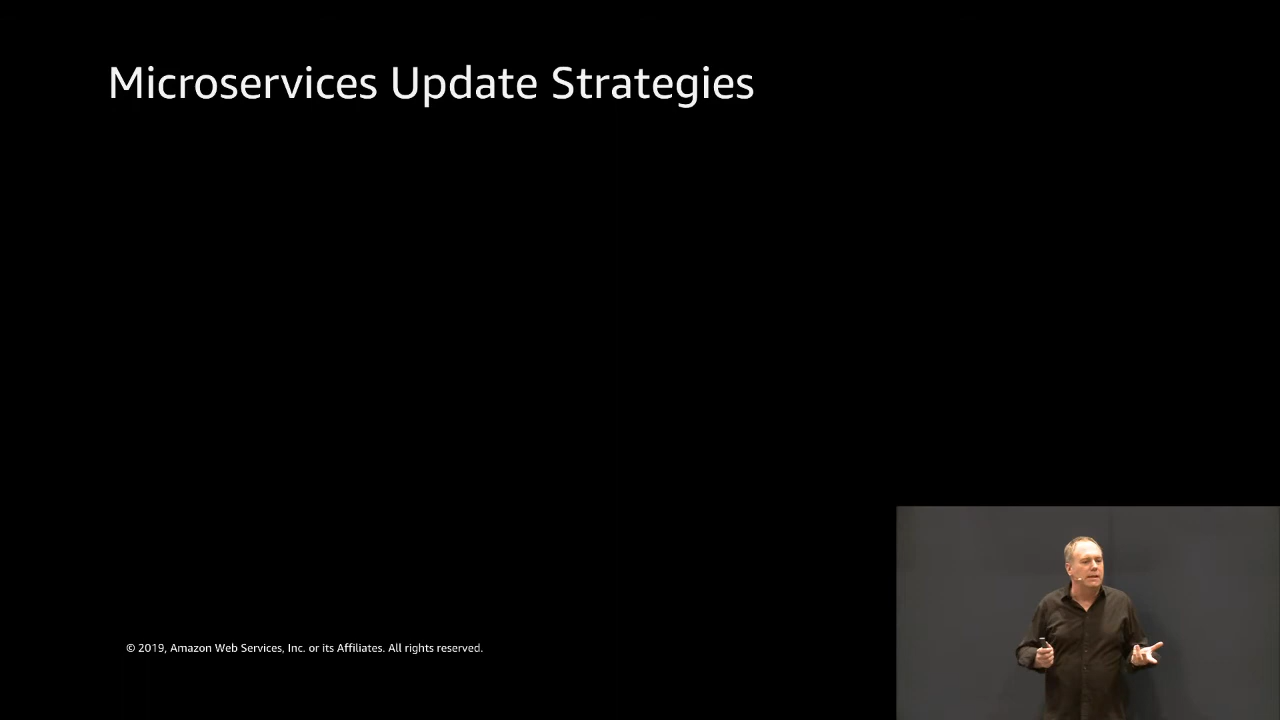 Microservices Update Strategies
© 2019, Amazon Web Services, Inc. or its Affiliates. All rights reserved.